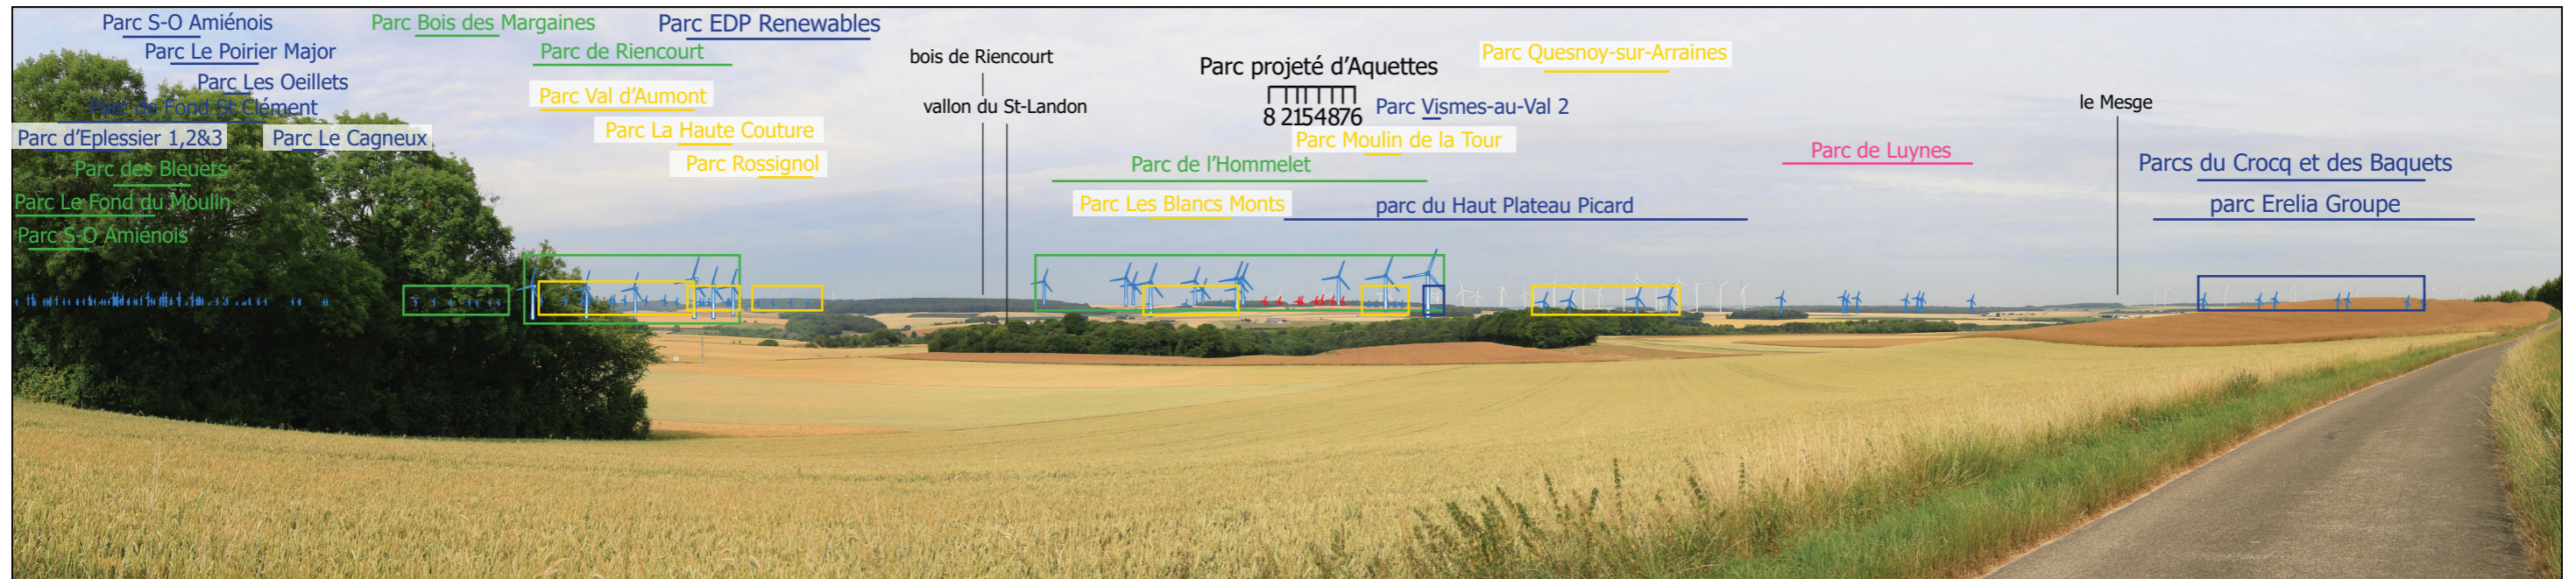 Parc S-O Amiénois
Parc Le Poirier Major
Parc Les Oeillets
Parc du Fond St Clément
Parc d'Eplessier 1,2&3
Parc Le Cagneux
Parc des Bleuets
Parc Le Fond du Moulin
Parc S-O Amiénois
Parc Bois des Margaines
Parc de Riencourt
Parc Val d'Aumont
Parc La Haute Couture
Parc Rossignol
Parc EDP Renewables
bois de Riencourt
vallon du St-Landon
Parc projeté d'Aquettes
8 2154876
Parc Quesnoy-sur-Arraines
Parc Vismes-au-Val 2
Parc Moulin de la Tour
Parc de l'Hommelet
Parc Les Blancs Monts
parc du Haut Plateau Picard
Parc de Luynes
le Mesge
Parcs du Crocq et des Baquets
parc Erelia Groupe